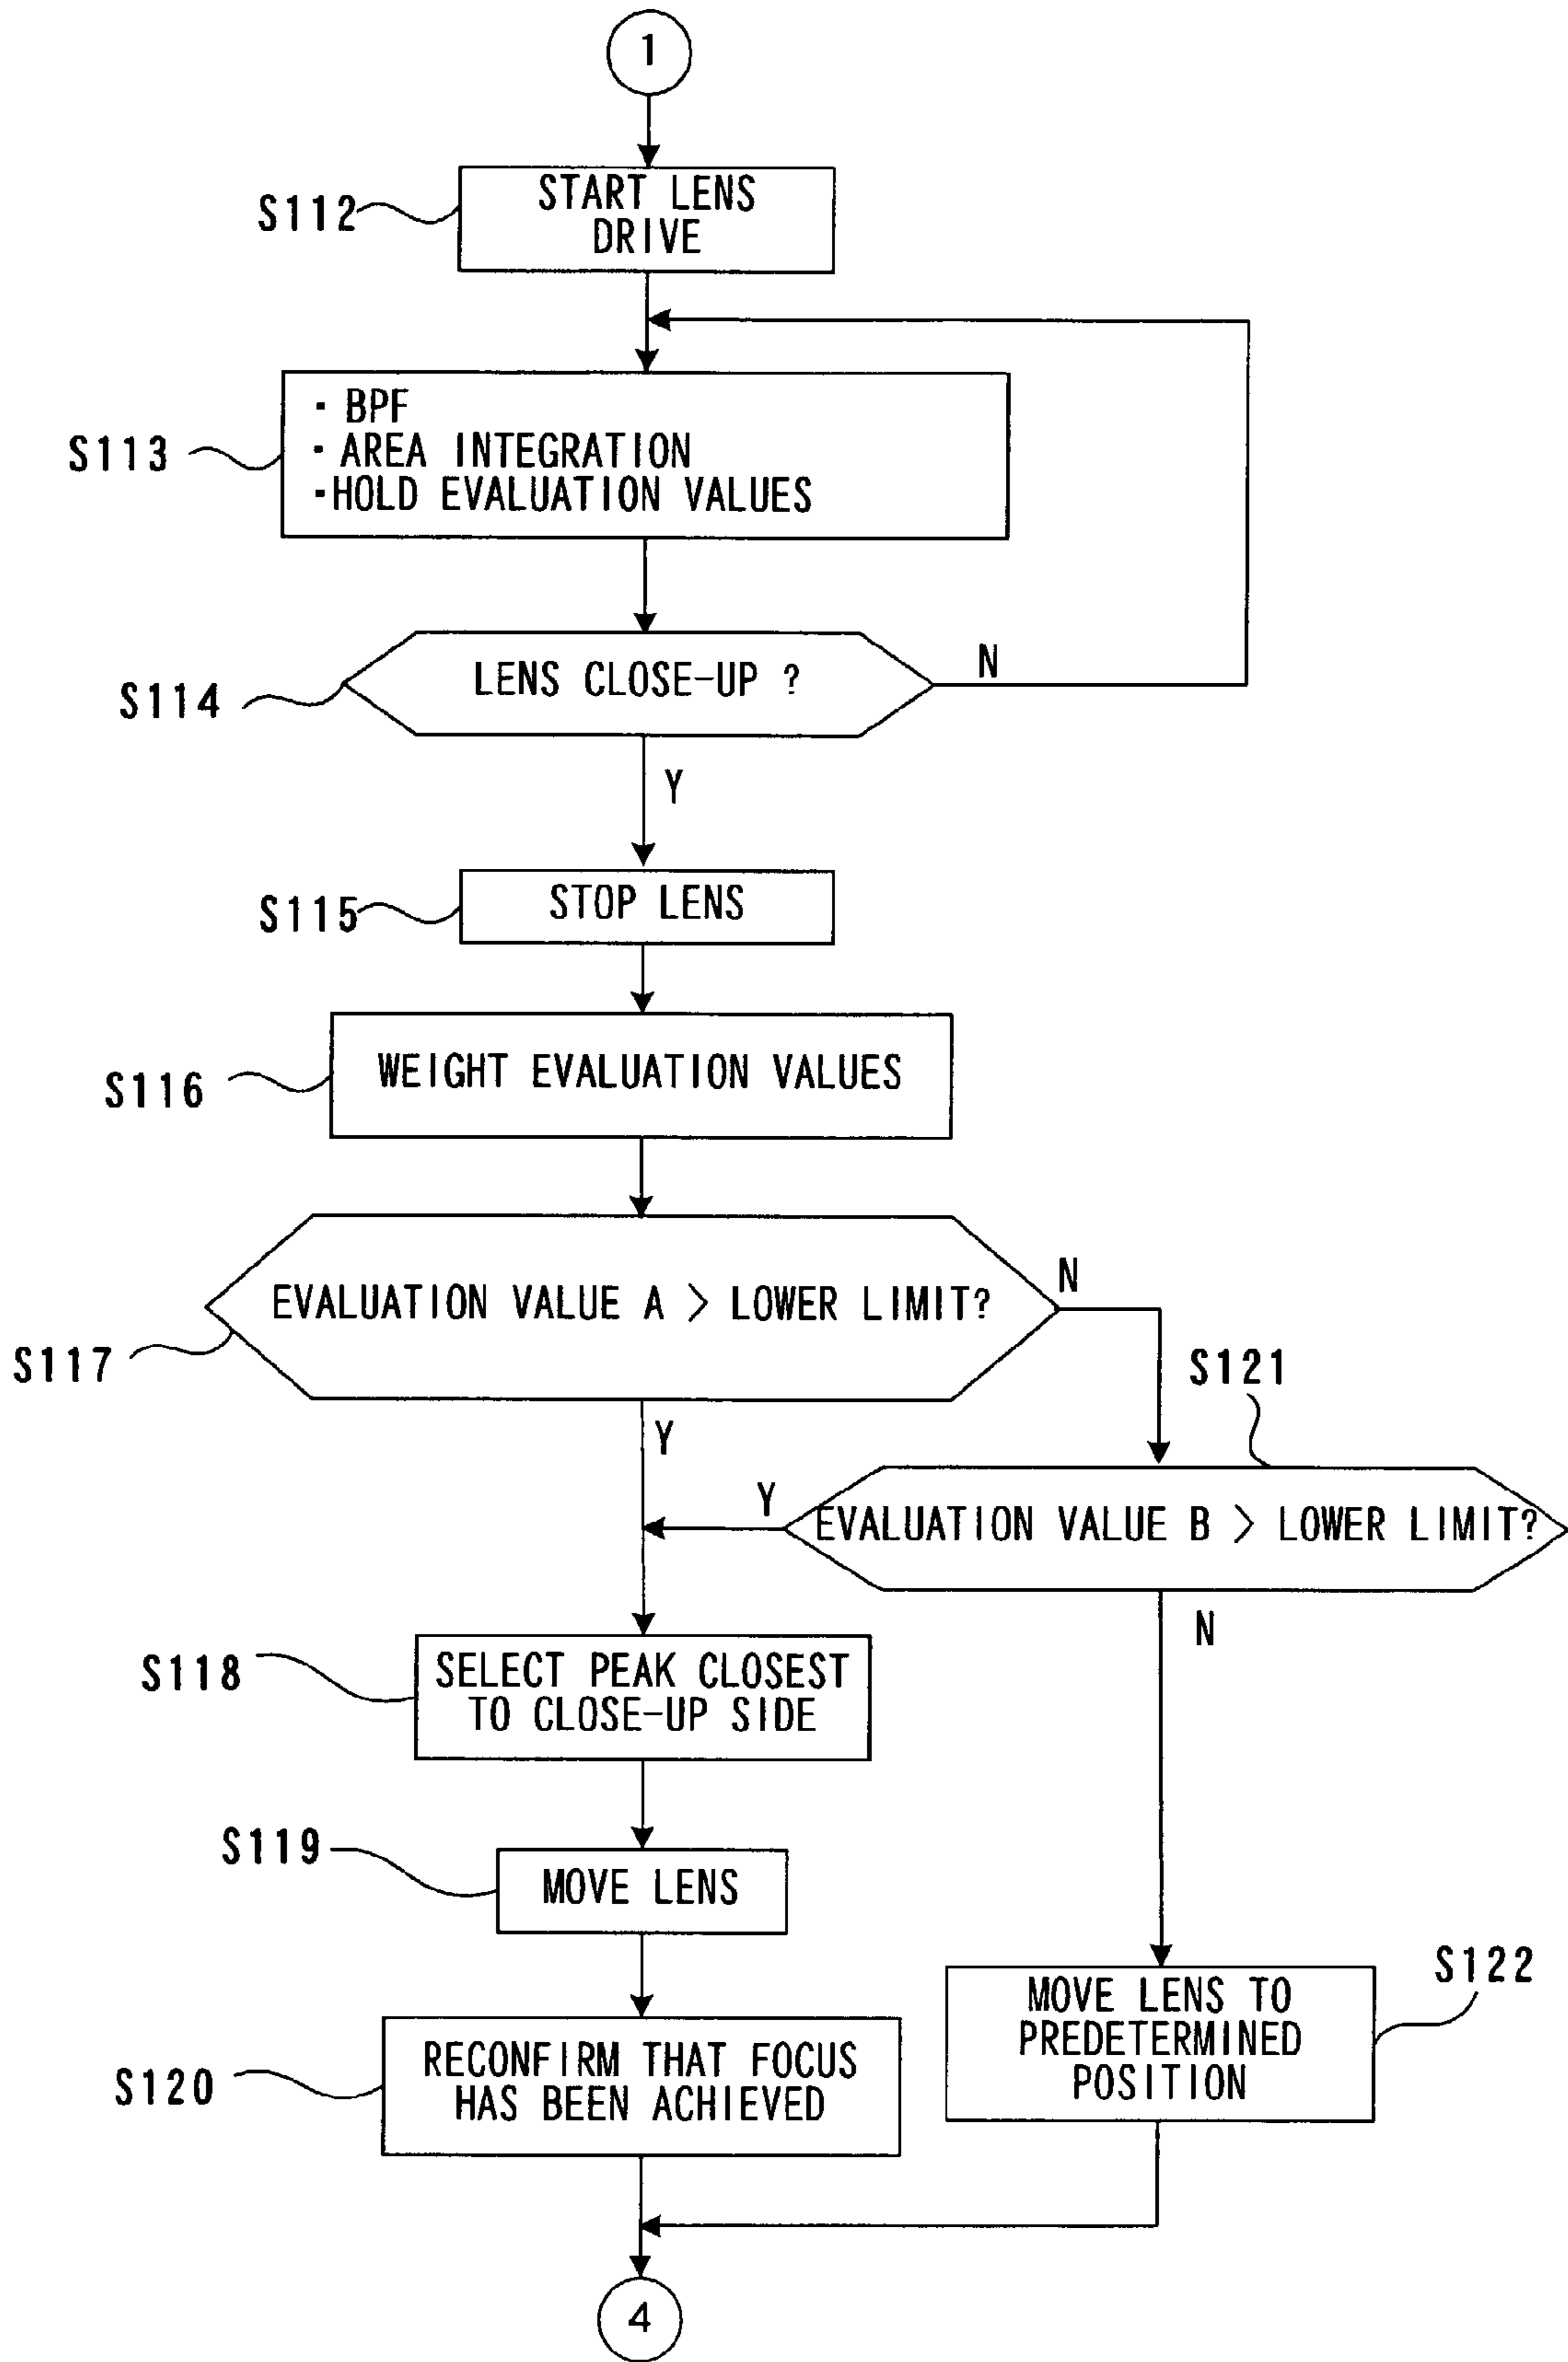 1
S112
START LENS
DRIVE
S113
- BPF
- AREA INTEGRATION
-HOLD EVALUATION VALUES
S114
LENS CLOSE-UP ?
N
Y
S115
STOP LENS
S116
WEIGHT EVALUATION VALUES
S117
EVALUATION VALUE A > LOWER LIMIT?
N
Y
S121
EVALUATION VALUE B > LOWER LIMIT?
Y
N
S118
SELECT PEAK CLOSEST
TO CLOSE-UP SIDE
S119
MOVE LENS
S120
RECONFIRM THAT FOCUS
HAS BEEN ACHIEVED
S122
MOVE LENS TO
PREDETERMINED
POSITION
4